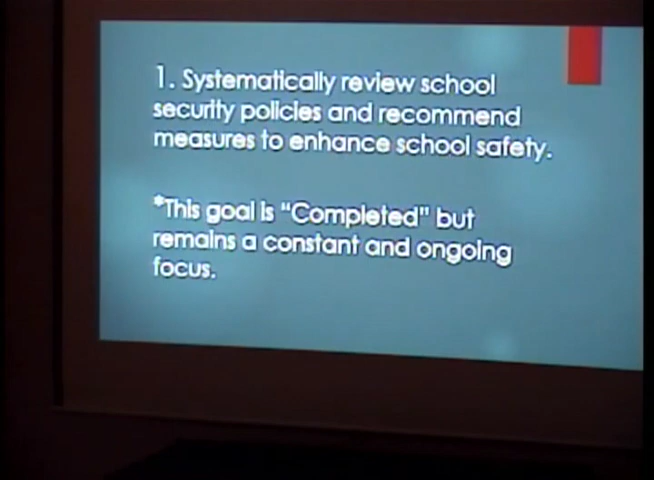 1. Systematically review school
security policies and recommend
measures to enhance school safety.
*This goal is "Completed" but
remains a constant and ongoing
focus.